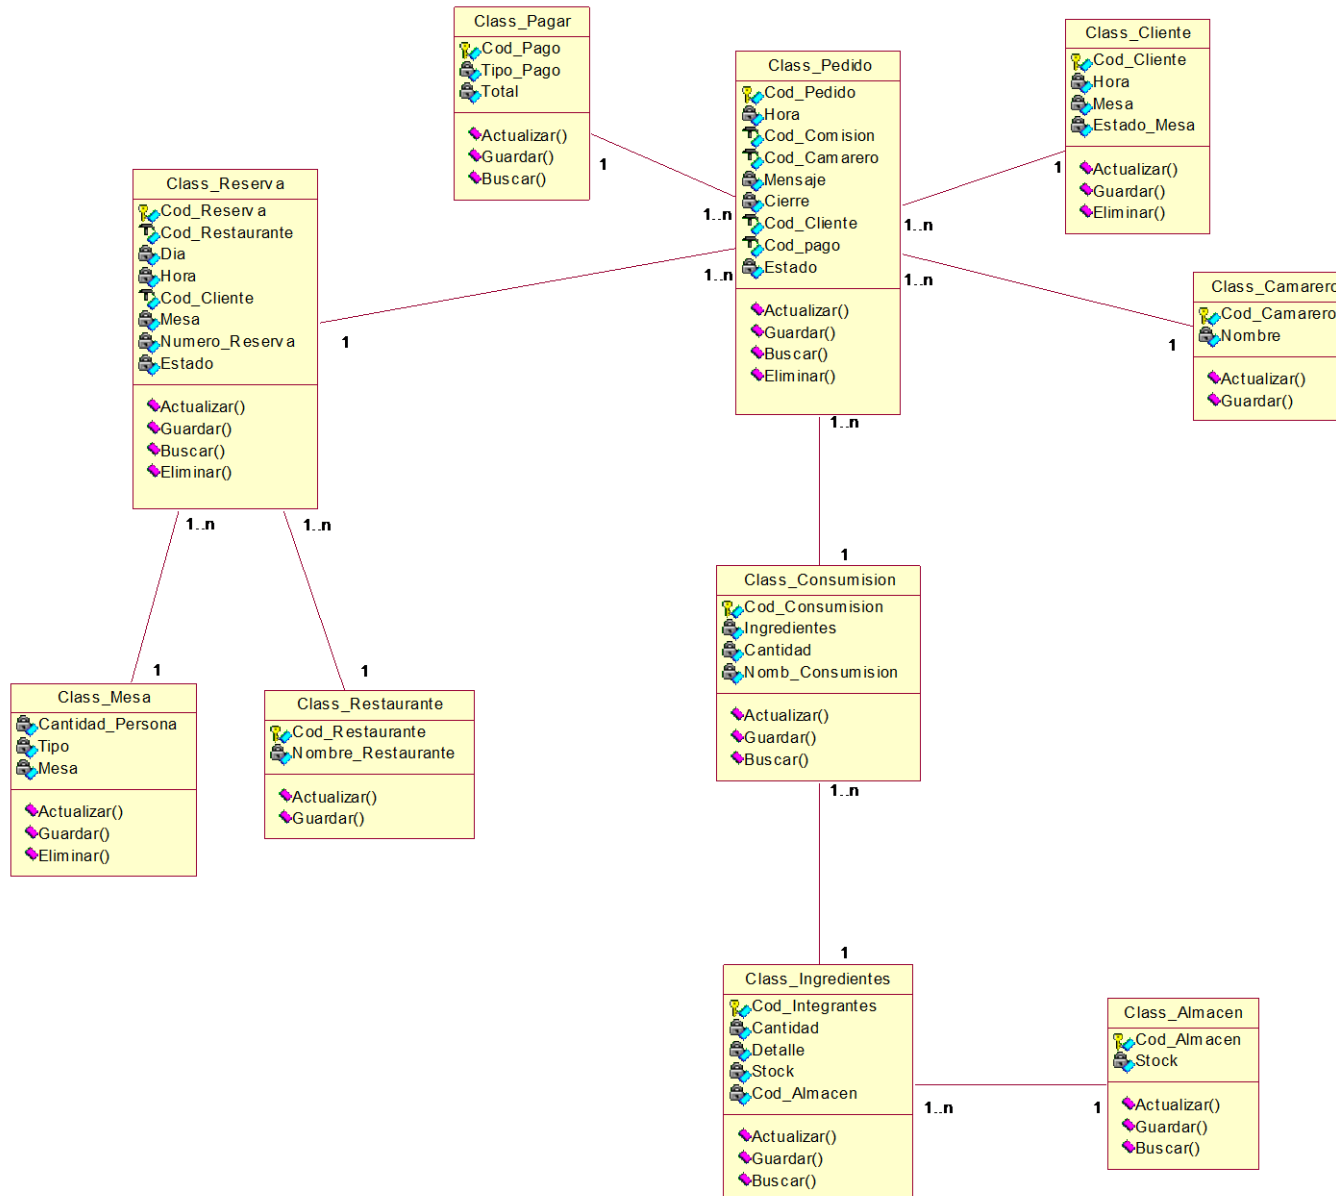 Class_Pagar
Cod_Pago
Tipo_Pago
Total
Actualizar()
Guardar()
Buscar()
1
1..n
Class_Pedido
Cod_Pedido
Hora
Cod_Comision
Cod_Camarero
Mensaje
Cierre
Cod_Cliente
Cod_pago
Estado
Actualizar()
Guardar()
Buscar()
Eliminar()
1..n
Class_Cliente
Cod_Cliente
Hora
Mesa
Estado_Mesa
Actualizar()
Guardar()
Eliminar()
1
1..n
Class_Camarero
Cod_Camarero
Nombre
Actualizar()
Guardar()
1
1..n
Class_Reserva
Cod_Reserva
Cod_Restaurante
Dia
Hora
Cod_Cliente
Mesa
Numero_Reserva
Estado
Actualizar()
Guardar()
Buscar()
Eliminar()
1
1..n
1..n
1..n
1
1
Class_Mesa
Cantidad_Persona
Tipo
Mesa
Actualizar()
Guardar()
Eliminar()
Class_Restaurante
Cod_Restaurante
Nombre_Restaurante
Actualizar()
Guardar()
1
Class_Consumision
Cod_Consumision
Ingredientes
Cantidad
Nomb_Consumision
Actualizar()
Guardar()
Buscar()
1..n
1
Class_Ingredientes
Cod_Integrantes
Cantidad
Detalle
Stock
Cod_Almacen
Actualizar()
Guardar()
Buscar()
1..n
1
Class_Almacen
Cod_Almacen
Stock
Actualizar()
Guardar()
Buscar()